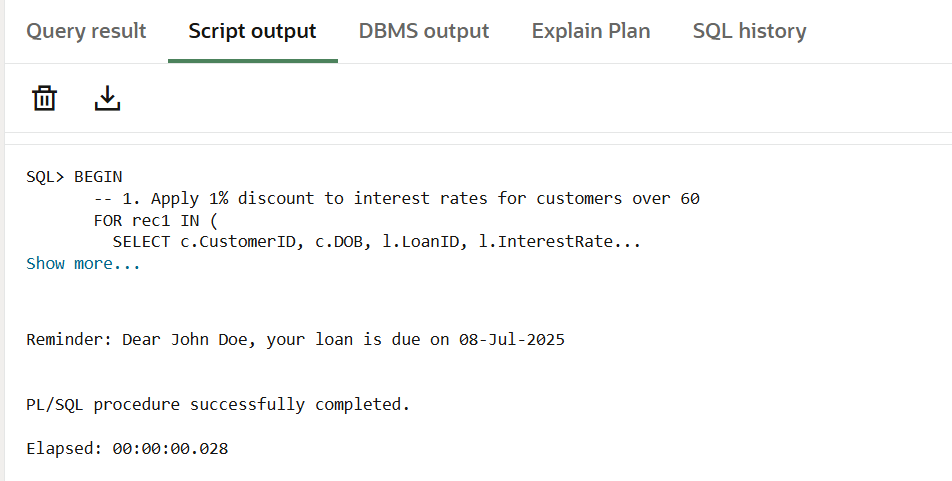 Query result Script output DBMS output Explain Plan SQL history
SQL> BEGIN
-- 1. Apply 1% discount to interest rates for customers over 60
FOR rec1 IN (
SELECT c.CustomerID, c.DOB, l.LoanID, l.InterestRate...
Show more...
Reminder: Dear John Doe, your loan is due on 08-Jul-2025
PL/SQL procedure successfully completed.
Elapsed: 00:00:00.028